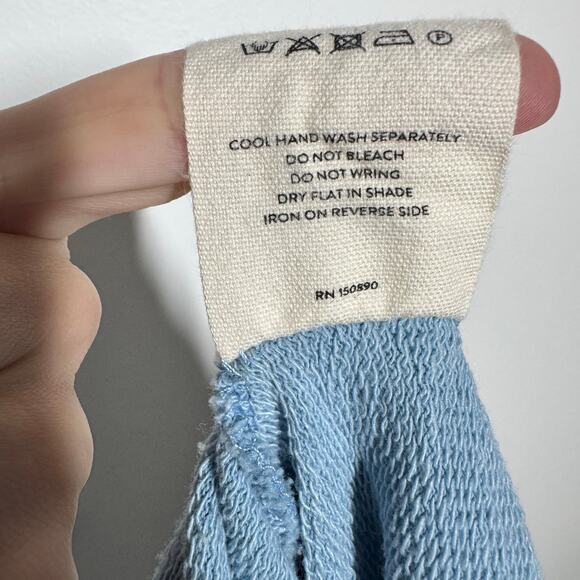 P
COOL HAND WASH SEPARATELY
DO NOT BLEACH
DO NOT WRING
DRY FLAT IN SHADE
IRON ON REVERSE SIDE
RN 150890